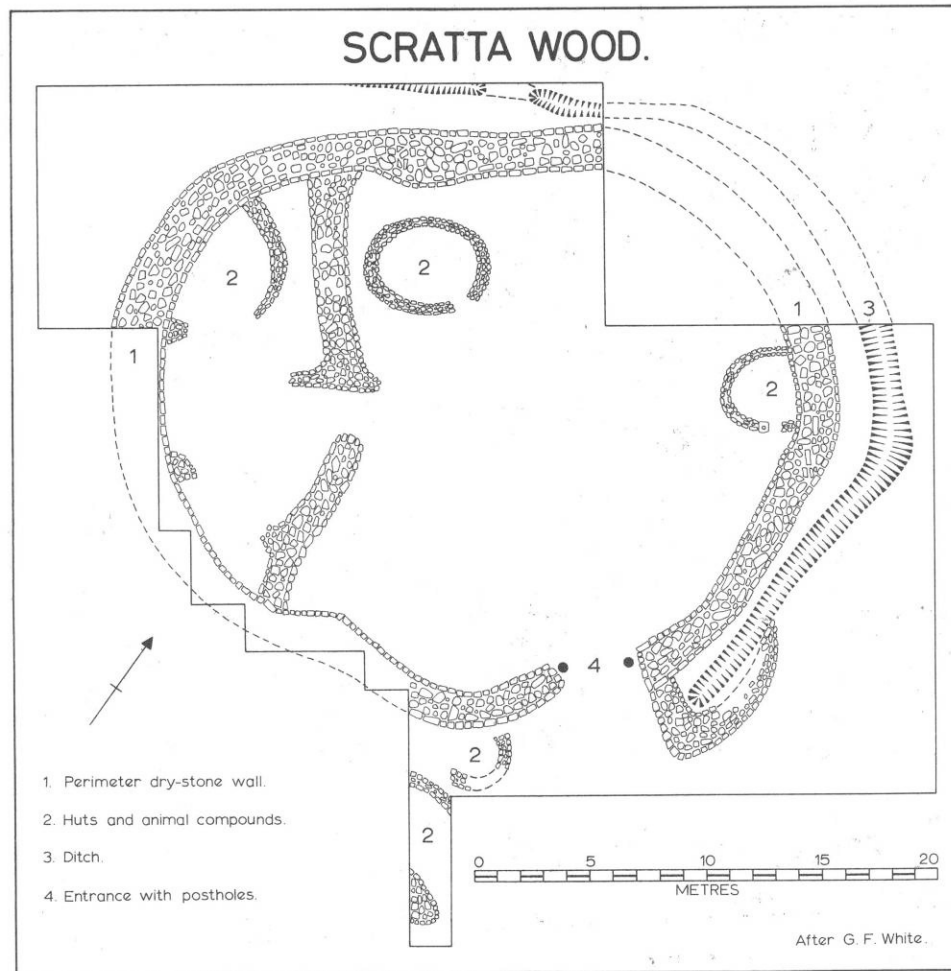 SCRATTA WOOD.
2
2
1
3
1
2
4
2
2
1. Perimeter dry-stone wall.
2. Huts and animal compounds.
3. Ditch.
4. Entrance with postholes.
0 5 10 15 20
METRES
After G. F. White.